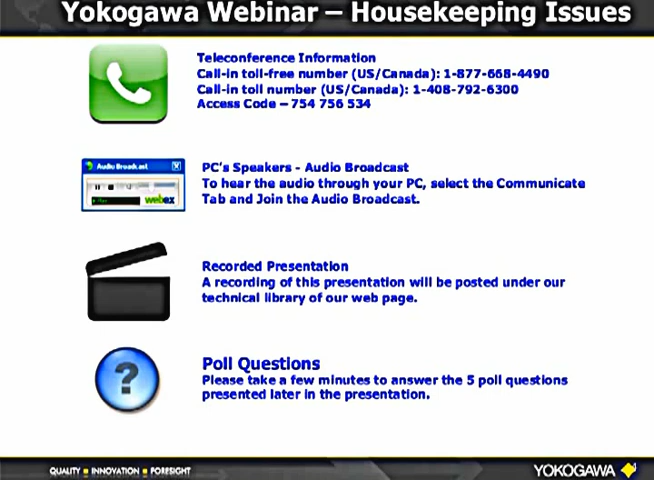 Yokogawa Webinar – Housekeeping Issues
Teleconference Information
Call-in toll-free number (US/Canada): 1-877-668-4490
Call-in toll number (US/Canada): 1-408-792-6300
Access Code – 754 756 534
Audio Broadcast
webex
PC's Speakers - Audio Broadcast
To hear the audio through your PC, select the Communicate
Tab and Join the Audio Broadcast.
Recorded Presentation
A recording of this presentation will be posted under our
technical library of our web page.
?
Poll Questions
Please take a few minutes to answer the 5 poll questions
presented later in the presentation.
QUALITY ■ INNOVATION ■ FORESIGHT
YOKOGAWA